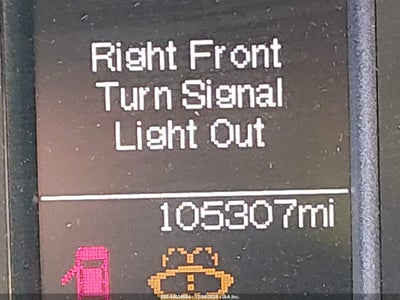 Right Front
Turn Signal
Light Out
105307mi